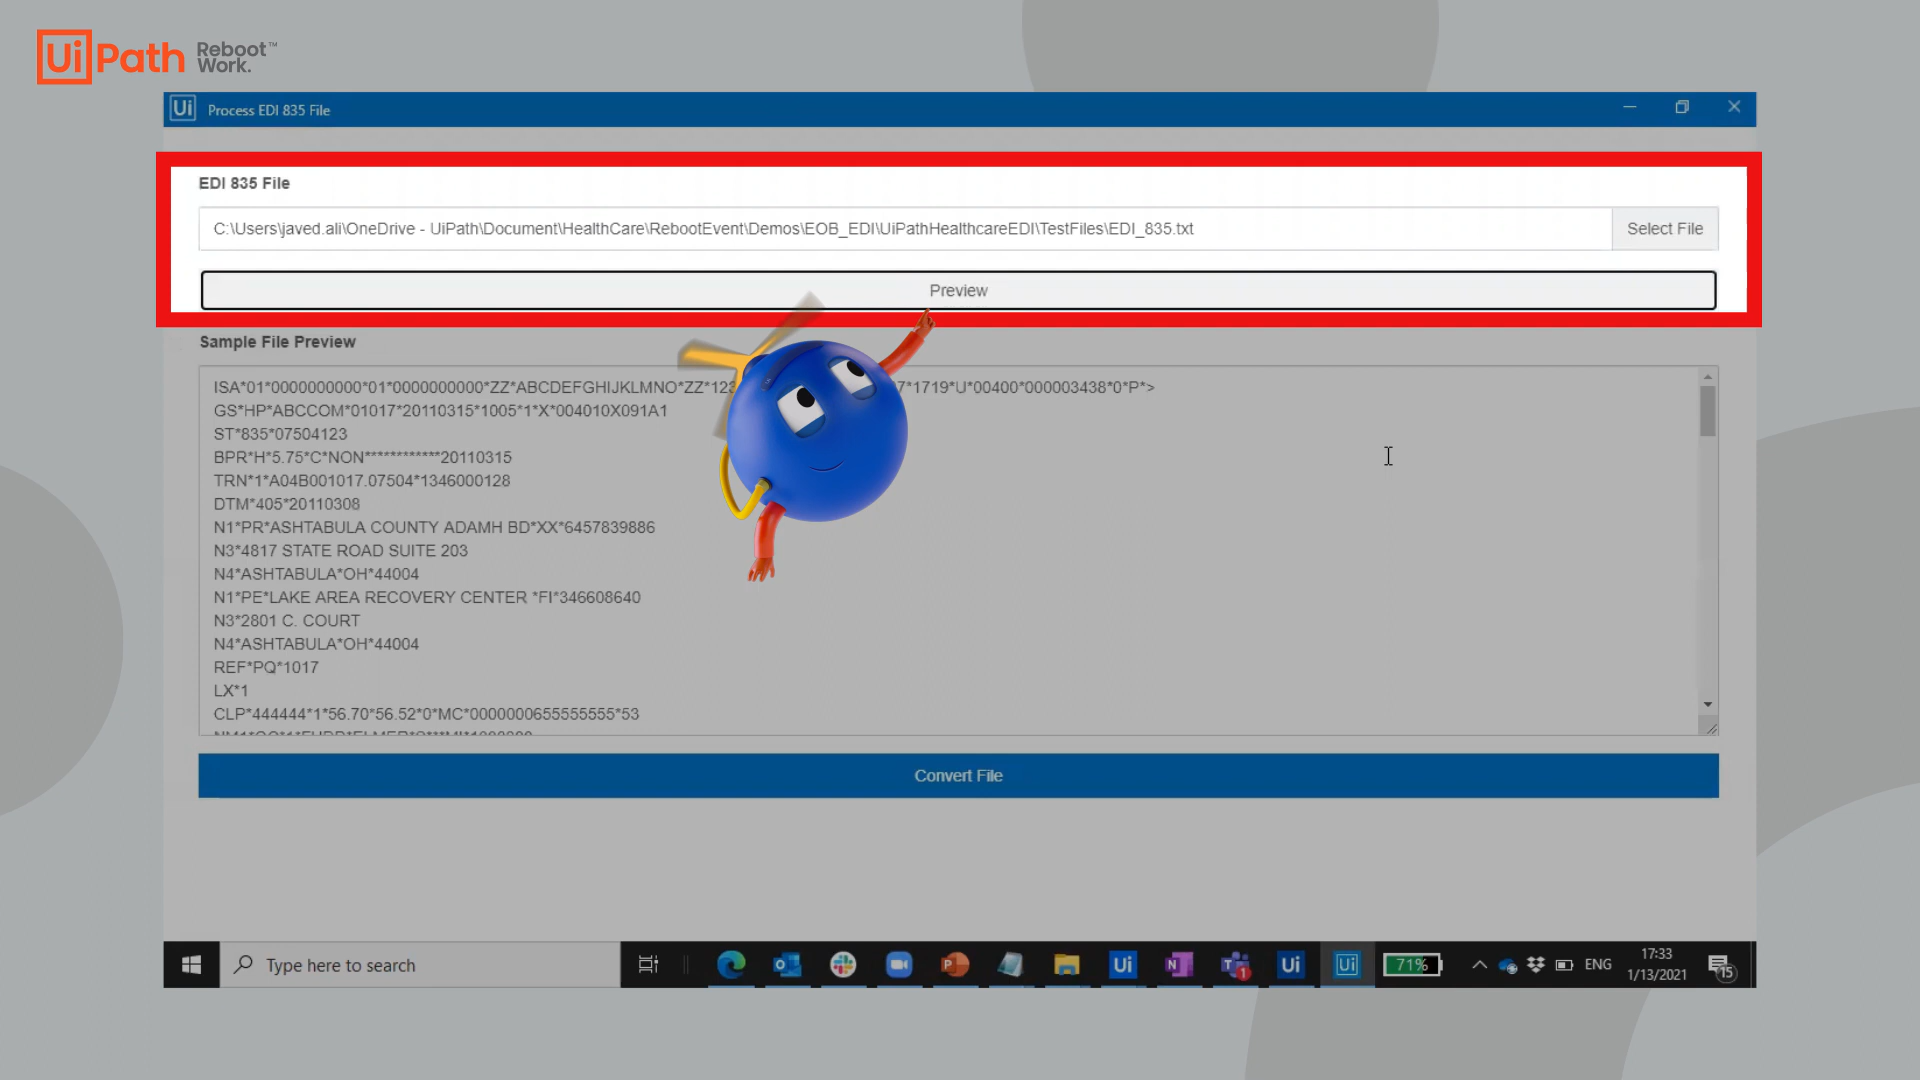 UiPath Reboot™
Work.
Ui Process EDI 835 File
EDI 835 File
C:\Users\javed.ali\OneDrive - UiPath\Document\HealthCare\RebootEvent\Demos\EOB_EDI\UiPathHealthcareEDI\TestFiles\EDI_835.txt Select File
Preview
Sample File Preview
ISA*01*0000000000*01*0000000000*ZZ*ABCDEFGHIJKLMNO*ZZ*123 7*1719*U*00400*000003438*0*P*>
GS*HP*ABCCOM*01017*20110315*1005*1*X*004010X091A1
ST*835*07504123
BPR*H*5.75*C*NON************20110315
TRN*1*A04B001017.07504*1346000128
DTM*405*20110308
N1*PR*ASHTABULA COUNTY ADAMH BD*XX*6457839886
N3*4817 STATE ROAD SUITE 203
N4*ASHTABULA*OH*44004
N1*PE*LAKE AREA RECOVERY CENTER *FI*346608640
N3*2801 C. COURT
N4*ASHTABULA*OH*44004
REF*PQ*1017
LX*1
CLP*444444*1*56.70*56.52*0*MC*0000000655555555*53
Convert File
Type here to search
Ui
Ui
Ui
71%
ENG
17:33
1/13/2021
15